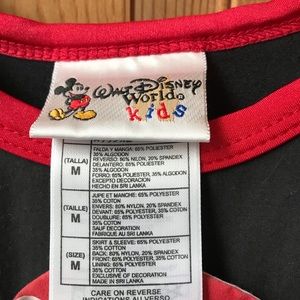 Walt Disney
World
kids
(TALLA)
M
FALDA Y MANGA: 65% POLIESTER
35% ALGODON
REVERSO: 80% NILON, 20% SPANDEX
DELANTERO: 65% POLIESTER
35% ALGODON
FORRO: 65% POLIESTER, 35% ALGODON
EXCEPTO DECORACION
HECHO EN SRI LANKA
(TAILLE)
M
JUPE ET MANCHE: 65% POLYESTER
35% COTON
ENVERS: 80% NYLON, 20% SPANDEX
DEVANT: 65% POLYESTER, 35% COTON
DOUBLURE: 65% POLYESTER
35% COTON
SAUF DECORATION
FABRIQUE AU SRI LANKA
(SIZE)
M
SKIRT & SLEEVE: 65% POLYESTER
35% COTTON
BACK: 80% NYLON, 20% SPANDEX
FRONT: 65% POLYESTER, 35% COTTON
LINING: 65% POLYESTER, 35% COTTON
EXCLUSIVE OF DECORATION
MADE IN SRI LANKA
CARE ON REVERSE
INDICATIONS AU VERSO